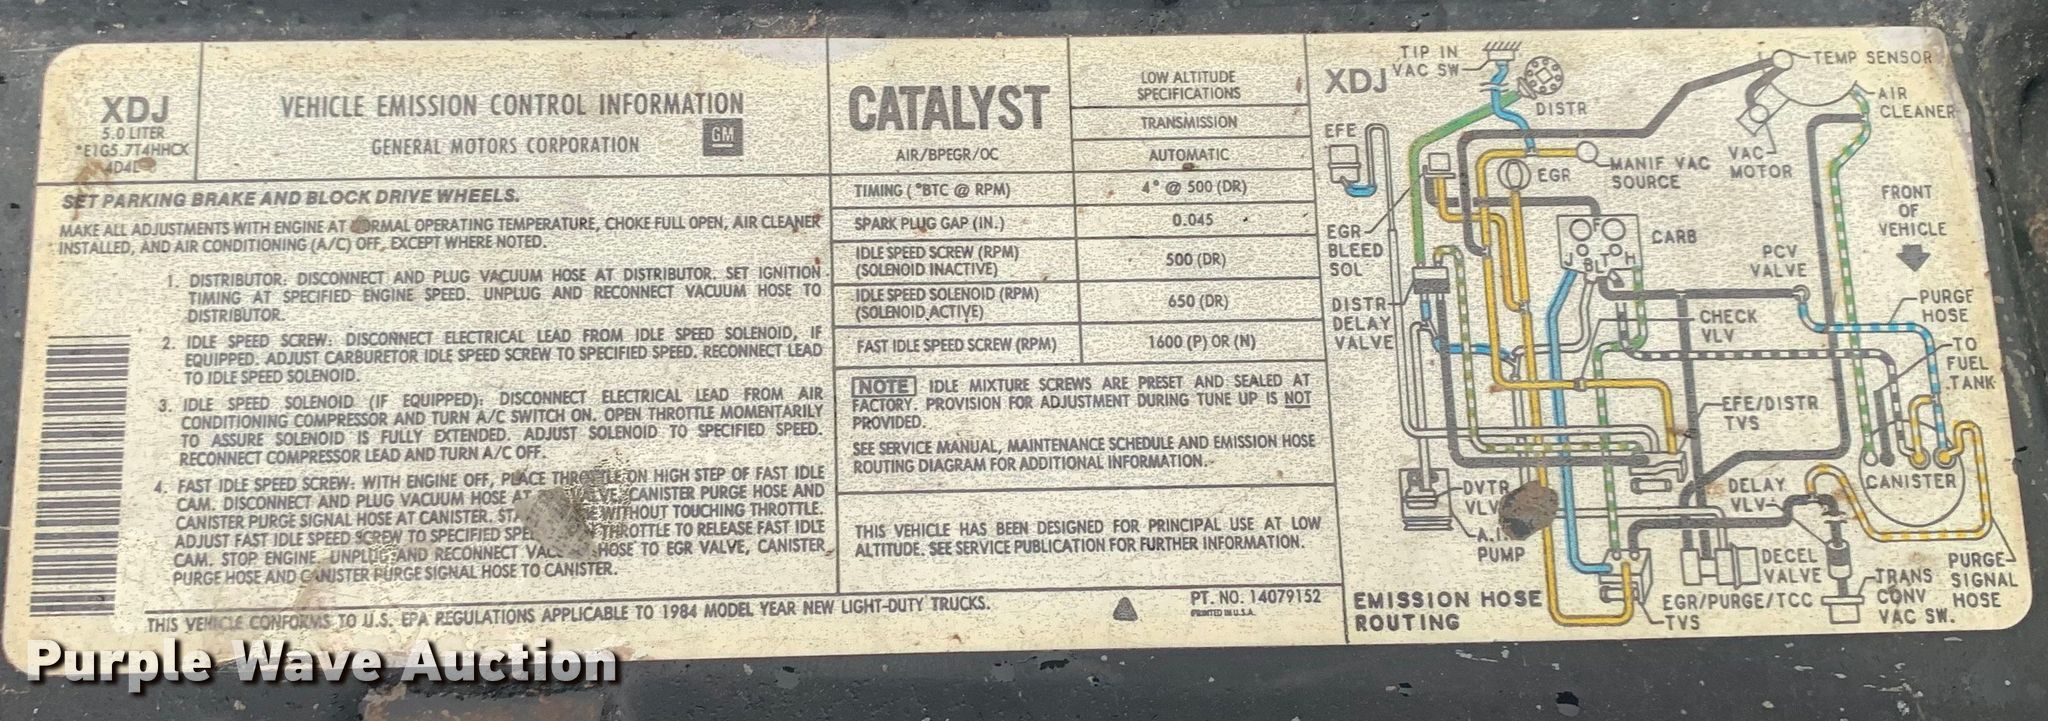 XDJ
5.0 LITER
VEHICLE EMISSION CONTROL INFORMATION
GENERAL MOTORS CORPORATION
GM
SET PARKING BRAKE AND BLOCK DRIVE WHEELS.
MAKE ALL ADJUSTMENTS WITH ENGINE AT NORMAL OPERATING TEMPERATURE, CHOKE FULL OPEN, AIR CLEANER
INSTALLED, AND AIR CONDITIONING (A/C) OFF, EXCEPT WHERE NOTED.
1. DISTRIBUTOR: DISCONNECT AND PLUG VACUUM HOSE AT DISTRIBUTOR. SET IGNITION
TIMING AT SPECIFIED ENGINE SPEED. UNPLUG AND RECONNECT VACUUM HOSE TO
DISTRIBUTOR.
2. IDLE SPEED SCREW: DISCONNECT ELECTRICAL LEAD FROM IDLE SPEED SOLENOID, IF
EQUIPPED. ADJUST CARBURETOR IDLE SPEED SCREW TO SPECIFIED SPEED. RECONNECT LEAD
TO IDLE SPEED SOLENOID.
3. IDLE SPEED SOLENOID (IF EQUIPPED): DISCONNECT ELECTRICAL LEAD FROM AIR
CONDITIONING COMPRESSOR AND TURN A/C SWITCH ON. OPEN THROTTLE MOMENTARILY
TO ASSURE SOLENOID IS FULLY EXTENDED. ADJUST SOLENOID TO SPECIFIED SPEED.
RECONNECT COMPRESSOR LEAD AND TURN A/C OFF.
4. FAST IDLE SPEED SCREW: WITH ENGINE OFF, PLACE THROTTLE ON HIGH STEP OF FAST IDLE
CAM. DISCONNECT AND PLUG VACUUM HOSE AT CANISTER PURGE HOSE AND
CANISTER PURGE SIGNAL HOSE AT CANISTER. WITHOUT TOUCHING THROTTLE.
ADJUST FAST IDLE SPEED SCREW TO SPECIFIED THROTTLE TO RELEASE FAST IDLE
CAM. STOP ENGINE. UNPLUG AND RECONNECT HOSE TO EGR VALVE, CANISTER
PURGE HOSE AND CANISTER PURGE SIGNAL HOSE TO CANISTER.
THIS VEHICLE CONFORMS TO U.S. EPA REGULATIONS APPLICABLE TO 1984 MODEL YEAR NEW LIGHT-DUTY TRUCKS.
CATALYST
AIR/BPEGR/OC
LOW ALTITUDE
SPECIFICATIONS
TRANSMISSION
AUTOMATIC
TIMING (°BTC @ RPM) 4° @ 500 (DR)
SPARK PLUG GAP (IN.) 0.045
IDLE SPEED SCREW (RPM)
(SOLENOID INACTIVE) 500 (DR)
IDLE SPEED SOLENOID (RPM)
(SOLENOID ACTIVE) 650 (DR)
FAST IDLE SPEED SCREW (RPM) 1600 (P) OR (N)
NOTE IDLE MIXTURE SCREWS ARE PRESET AND SEALED AT
FACTORY. PROVISION FOR ADJUSTMENT DURING TUNE UP IS NOT
PROVIDED.
SEE SERVICE MANUAL, MAINTENANCE SCHEDULE AND EMISSION HOSE
ROUTING DIAGRAM FOR ADDITIONAL INFORMATION.
THIS VEHICLE HAS BEEN DESIGNED FOR PRINCIPAL USE AT LOW
ALTITUDE. SEE SERVICE PUBLICATION FOR FURTHER INFORMATION.
PT. NO. 14079152
PRINTED IN U.S.A.
XDJ
TIP IN
VAC SW
DISTR
TEMP SENSOR
AIR
CLEANER
EFE
MANIF VAC
SOURCE
VAC
MOTOR
EGR
FRONT
OF
VEHICLE
EGR
BLEED
SOL
F
CARB
J B L T H
PCV
VALVE
DISTR
DELAY
VALVE
PURGE
HOSE
CHECK
VLV
TO
FUEL
TANK
EFE/DISTR
TVS
CANISTER
DVTR
VLV
DELAY
VLV
PUMP
DECEL
VALVE
EGR/PURGE/TCC
TVS
TRANS
CONV
VAC SW.
PURGE
SIGNAL
HOSE
EMISSION HOSE
ROUTING
Purple Wave Auction